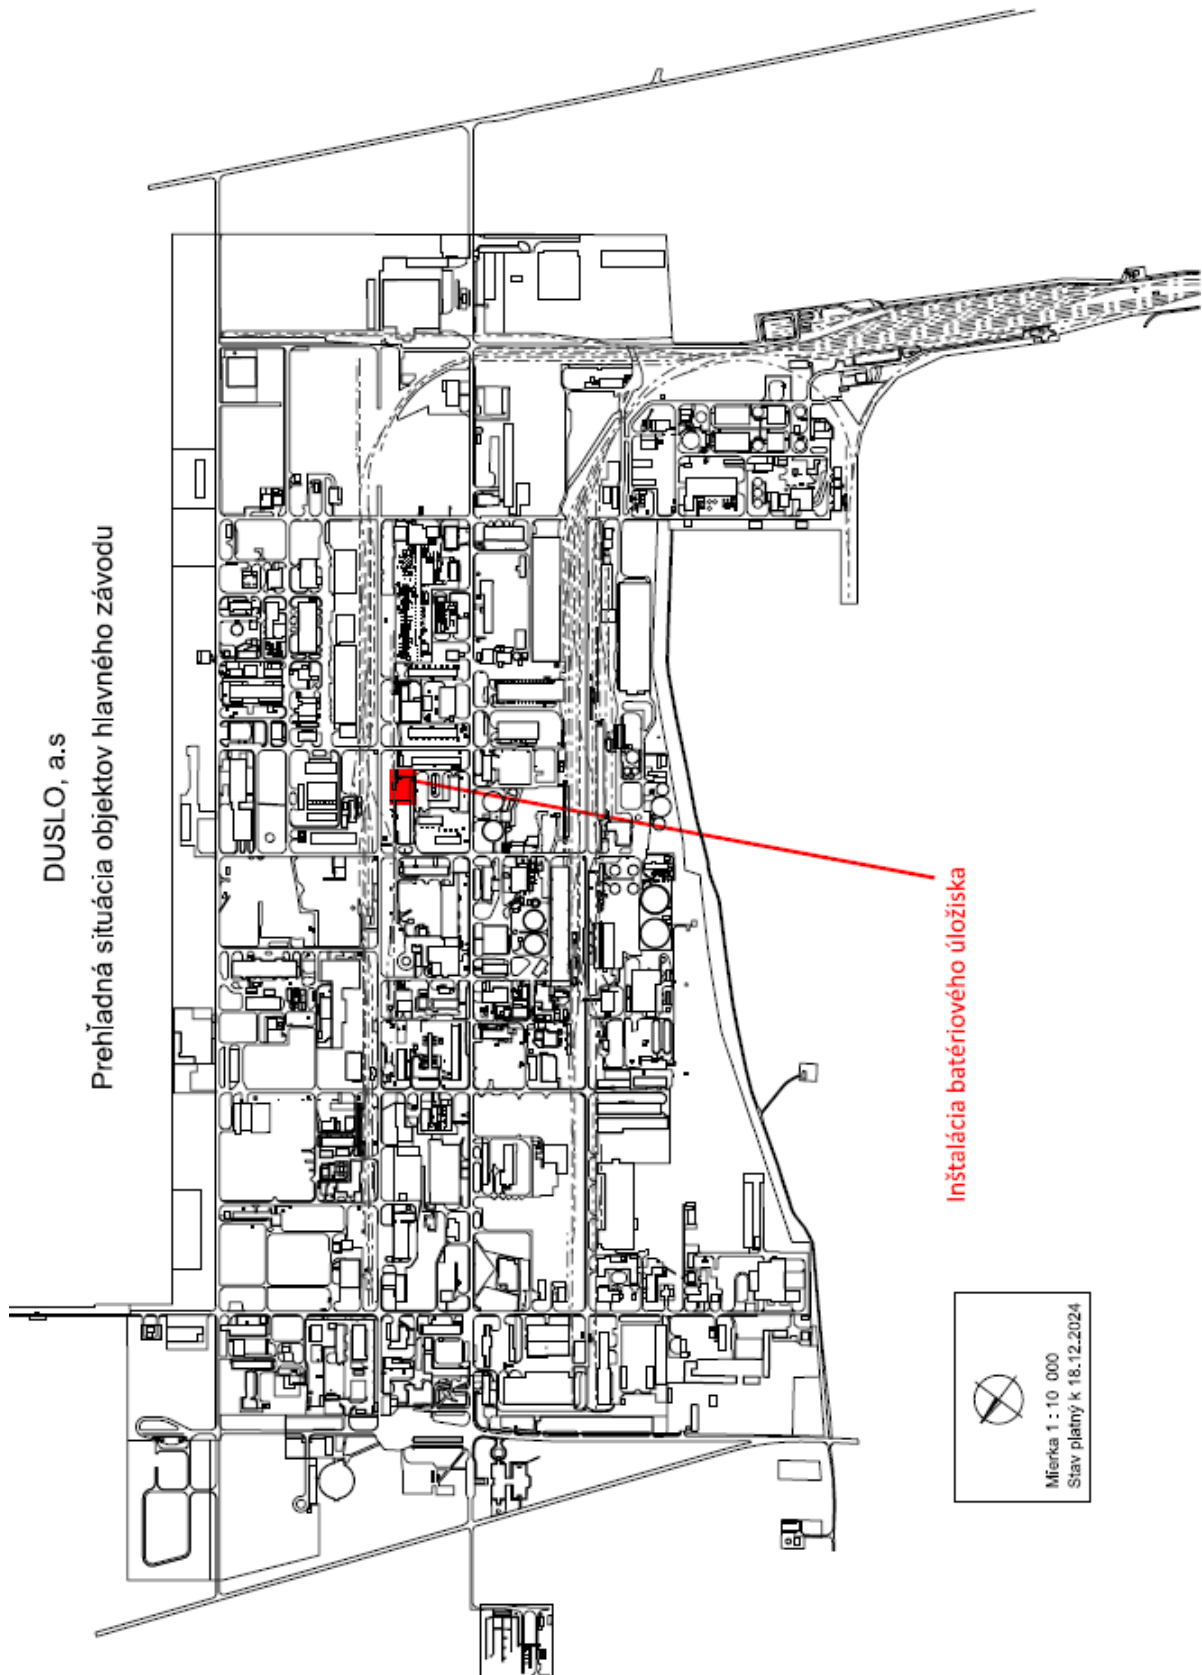 DUSLO, a.s
Prehľadná situácia objektov hlavného závodu
Inštalácia batériového úložiska
Mierka 1 : 10 000
Stav platný k 18.12.2024